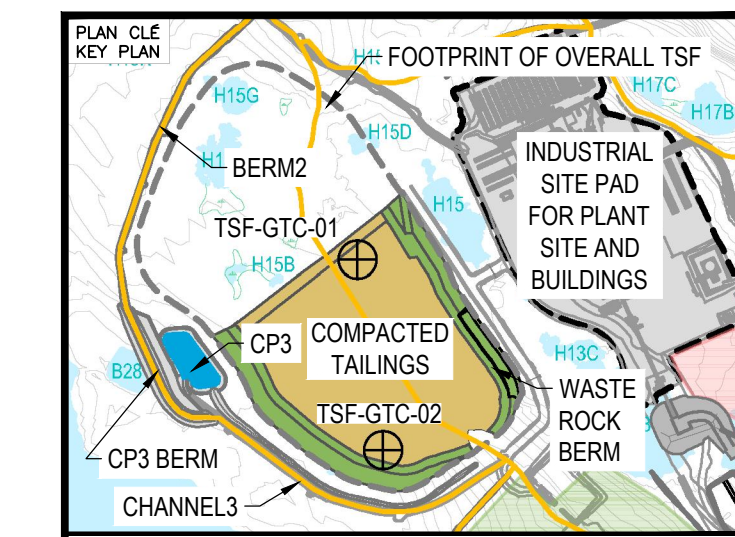 PLAN CLÉ
KEY PLAN
FOOTPRINT OF OVERALL TSF
H17C
H17B
H15G
H15D
H1
BERM2
INDUSTRIAL
SITE PAD
FOR PLANT
SITE AND
BUILDINGS
H15
TSF-GTC-01
H15B
CP3
COMPACTED
TAILINGS
H13C
B28
WASTE
ROCK
BERM
TSF-GTC-02
CP3 BERM
CHANNEL3